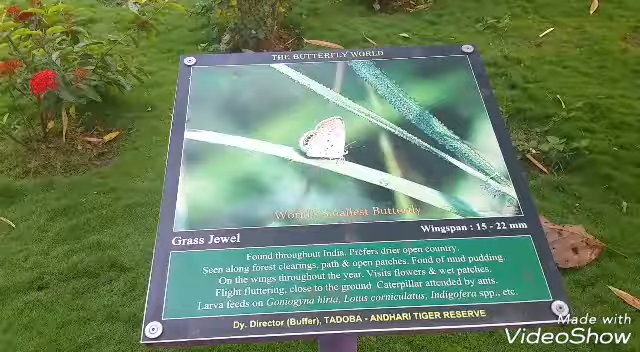 THE BUTTERFLY WORLD
World's Smallest Butterfly
Grass Jewel
Wingspan : 15 - 22 mm
Found throughout India. Prefers drier open country.
Seen along forest clearings, path & open patches. Fond of mud pudding.
On the wings throughout the year. Visits flowers & wet patches.
Flight fluttering, close to the ground. Caterpillar attended by ants.
Larva feeds on Goniogyna hirta, Lotus corniculatus, Indigofera spp., etc.
Dy. Director (Buffer), TADOBA - ANDHARI TIGER RESERVE
Made with
VideoShow